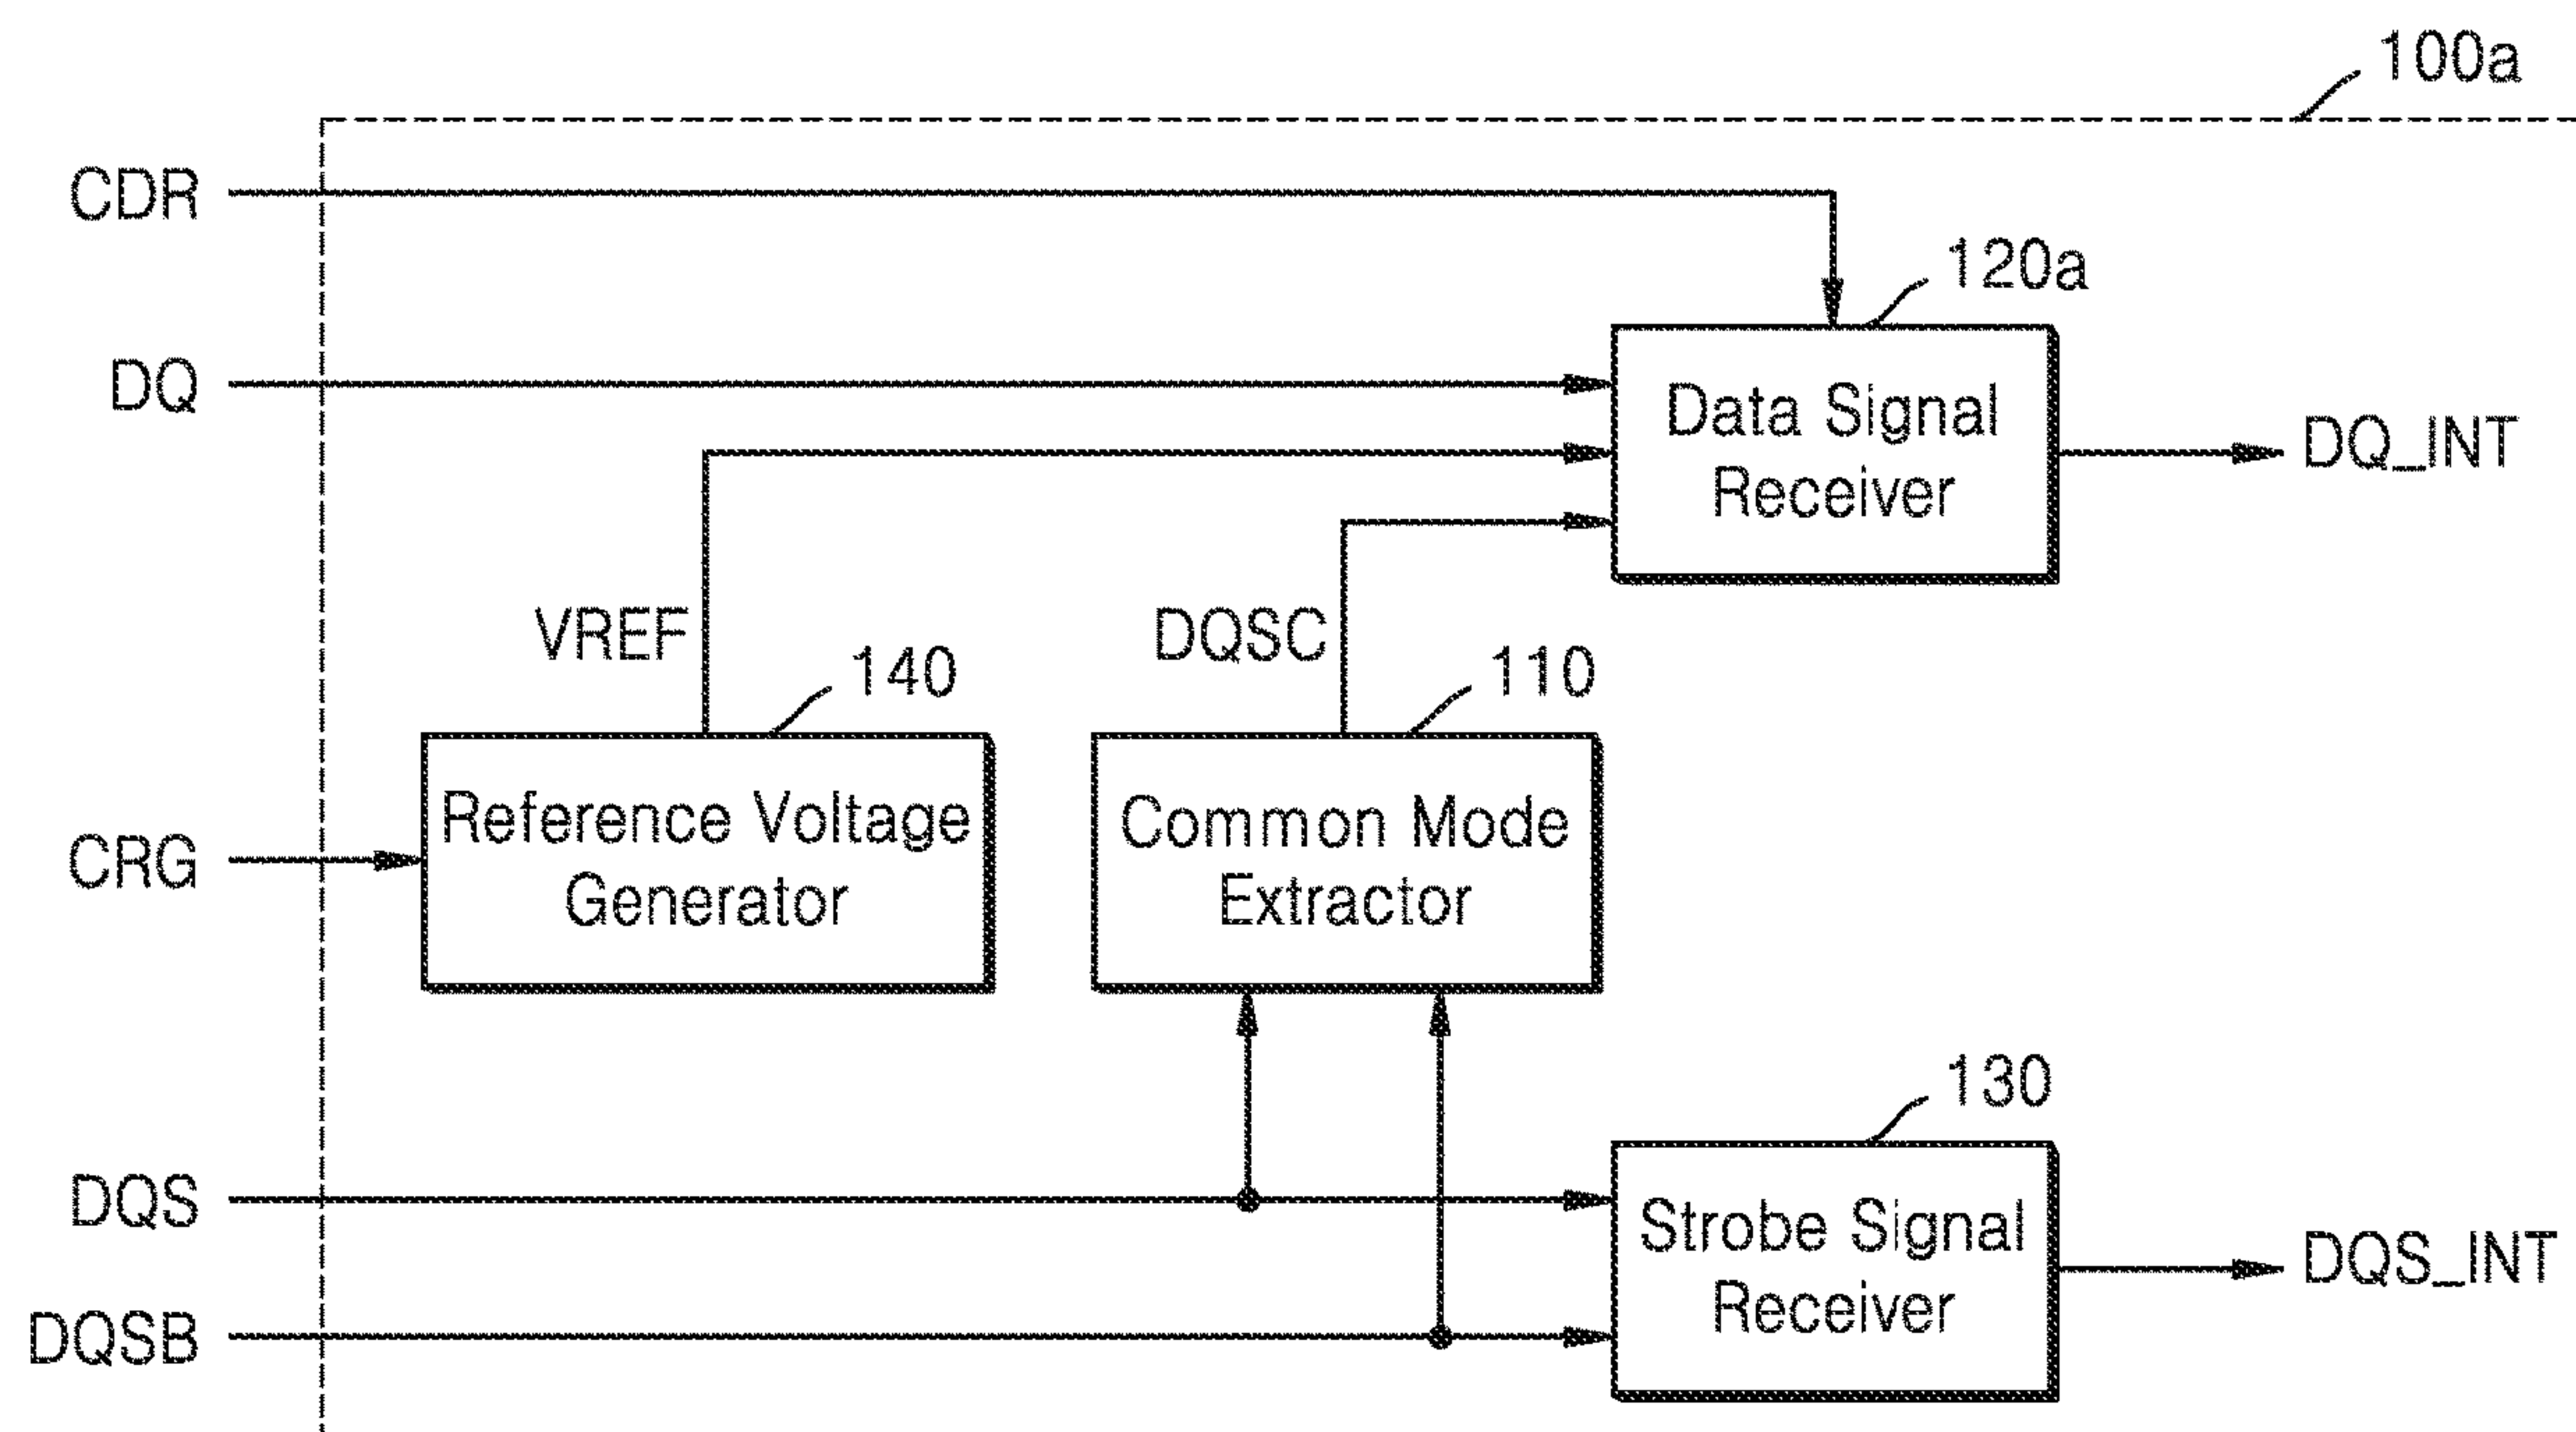 100a
CDR
120a
DQ
Data Signal
Receiver
DQ_INT
VREF
DQSC
140
110
Reference Voltage
Generator
Common Mode
Extractor
CRG
130
DQS
Strobe Signal
Receiver
DQS_INT
DQSB